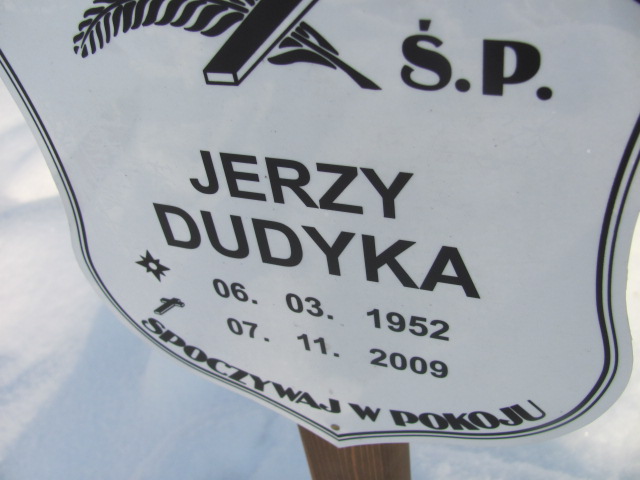 Ś.P.
JERZY
DUDYKA
06. 03. 1952
07. 11. 2009
SPOCZYWAJ W POKOJU